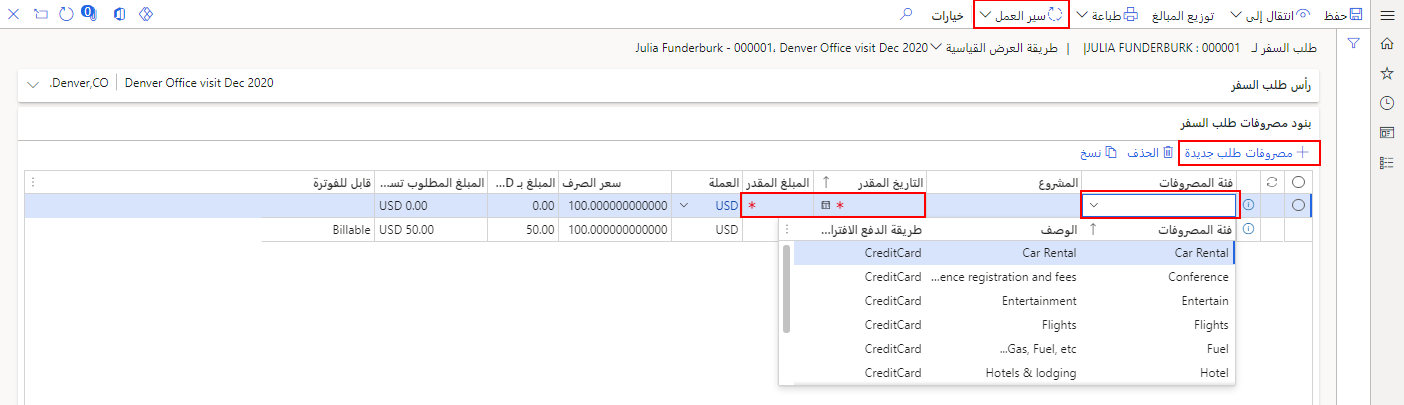 حفظ انتقال إلى توزيع المبالغ طباعة سير العمل خيارات 0
طلب السفر لـ JULIA FUNDERBURK : 000001| | طريقة العرض القياسية Julia Funderburk - 000001. Denver Office visit Dec 2020
رأس طلب السفر Denver Office visit Dec 2020 | Denver,CO.
بنود مصروفات طلب السفر
+ مصروفات طلب جديدة الحذف نسخ
فئة المصروفات المشروع التاريخ المقدر المبلغ المقدر العملة سعر الصرف المبلغ بـ D... المبلغ المطلوب تسـ... قابل للفوترة
* * USD 100.000000000000 0.00 USD 0.00
USD 100.000000000000 50.00 USD 50.00 Billable
فئة المصروفات الوصف طريقة الدفع الافترا...
Car Rental Car Rental CreditCard
Conference ...ence registration and fees CreditCard
Entertain Entertainment CreditCard
Flights Flights CreditCard
Fuel ...Gas, Fuel, etc CreditCard
Hotel Hotels & lodging CreditCard